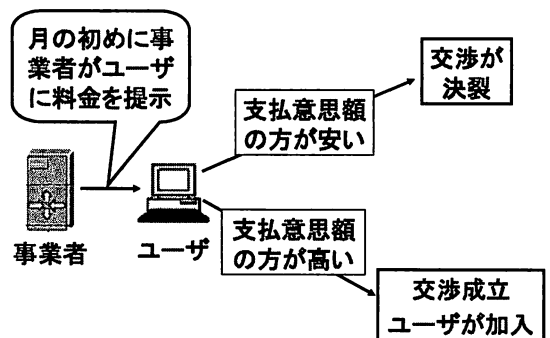 月の初めに事
業者がユーザ
に料金を提示
交渉が
決裂
支払意思額
の方が安い
事業者
ユーザ
支払意思額
の方が高い
交渉成立
ユーザが加入